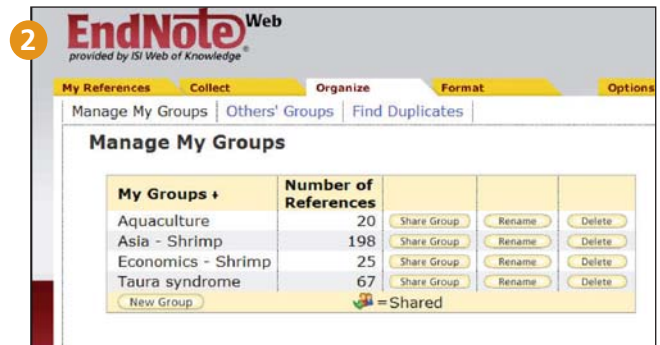 2
EndNote Web
provided by ISI Web of Knowledge
My References Collect Organize Format Options
Manage My Groups Others' Groups Find Duplicates
Manage My Groups
My Groups Number of References
Aquaculture 20 Share Group Rename Delete
Asia - Shrimp 198 Share Group Rename Delete
Economics - Shrimp 25 Share Group Rename Delete
Taura syndrome 67 Share Group Rename Delete
New Group =Shared